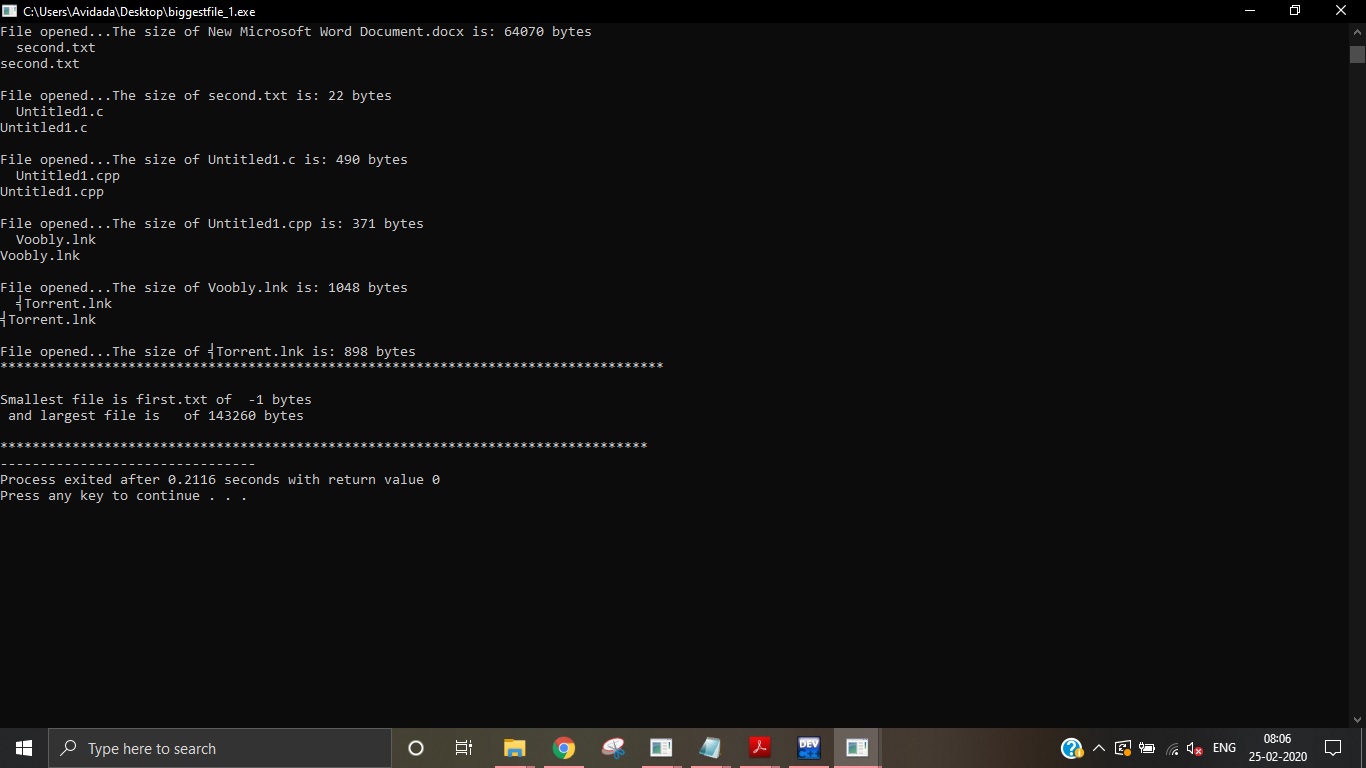 C:\Users\Avidada\Desktop\biggestfile_1.exe
File opened...The size of New Microsoft Word Document.docx is: 64070 bytes
  second.txt
second.txt

File opened...The size of second.txt is: 22 bytes
  Untitled1.c
Untitled1.c

File opened...The size of Untitled1.c is: 490 bytes
  Untitled1.cpp
Untitled1.cpp

File opened...The size of Untitled1.cpp is: 371 bytes
  Voobly.lnk
Voobly.lnk

File opened...The size of Voobly.lnk is: 1048 bytes
  ╡Torrent.lnk
╡Torrent.lnk

File opened...The size of ╡Torrent.lnk is: 898 bytes
***********************************************************************************

Smallest file is first.txt of  -1 bytes
 and largest file is   of 143260 bytes

*********************************************************************************
--------------------------------
Process exited after 0.2116 seconds with return value 0
Press any key to continue . . .
Type here to search
DEV
ENG
08:06
25-02-2020